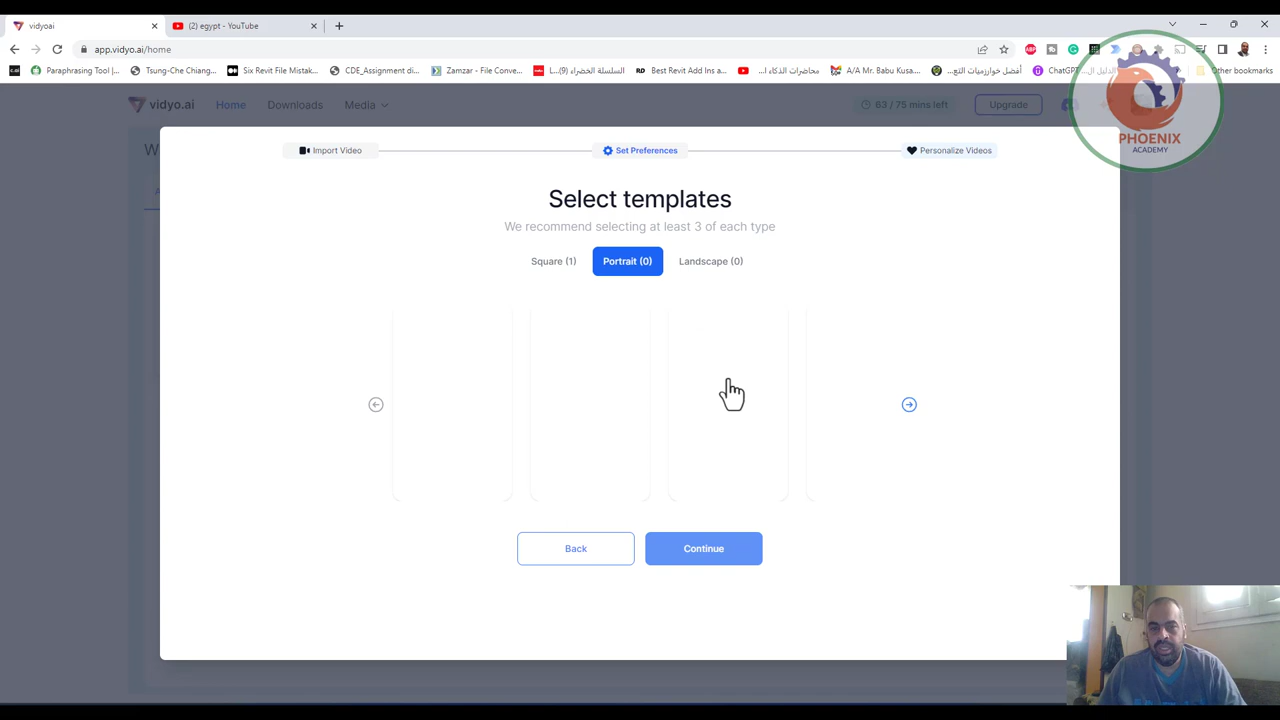 vidyoai
(2) egypt - YouTube
app.vidyo.ai/home
Paraphrasing Tool |...
Tsung-Che Chiang...
Six Revit File Mistak...
CDE_Assignment di...
Zamzar - File Conve...
السلسلة الخضراء (9) I...
Best Revit Add Ins a...
محاضرات الذكاء ا...
A/A Mr. Babu Kusa...
أفضل خوارزميات التع...
ChatGPT
Other bookmarks
vidyo.ai
Home
Downloads
Media
63 / 75 mins left
Upgrade
PHOENIX
ACADEMY
Import Video
Set Preferences
Personalize Videos
Select templates
We recommend selecting at least 3 of each type
Square (1)
Portrait (0)
Landscape (0)
Back
Continue